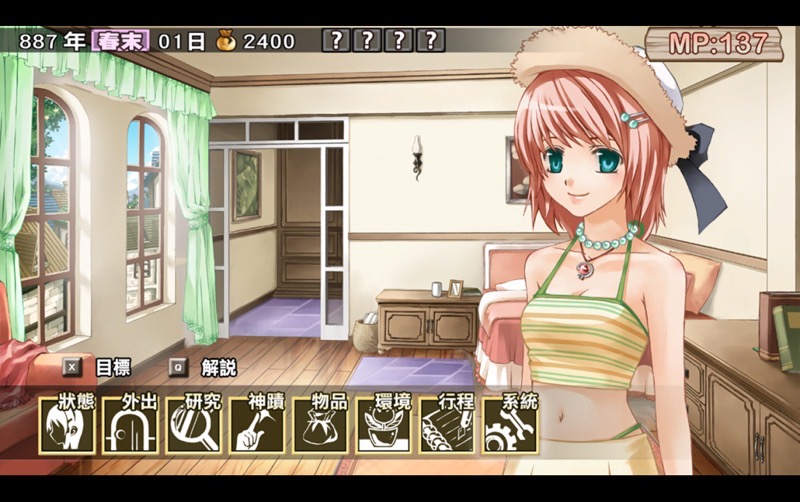 887 年 春末 01日 2400 ? ? ? ?
MP:137
X 目標 Q 解説
狀態 外出 研究 神蹟 物品 環境 行程 系統